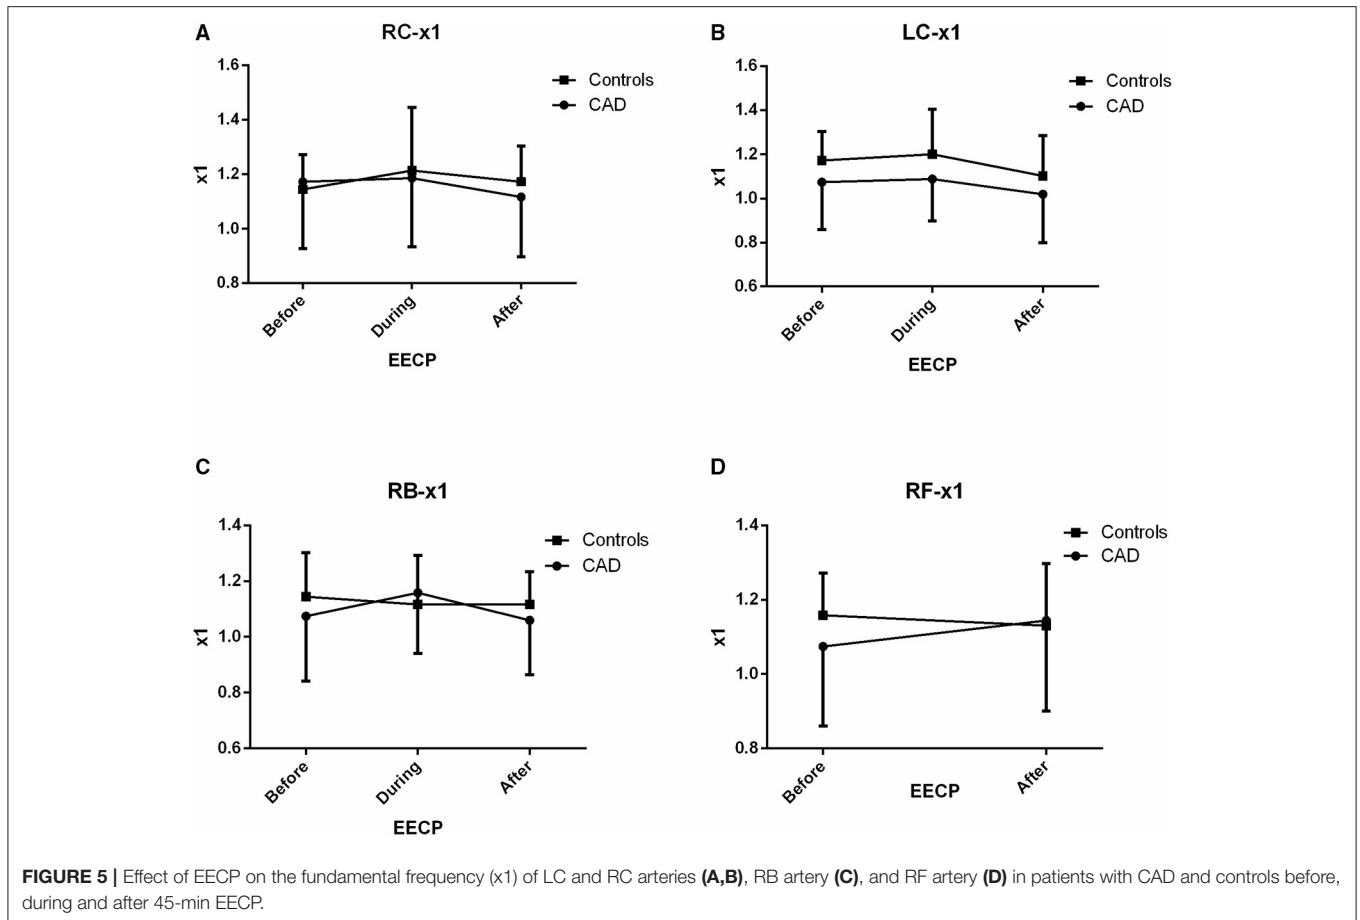 A
RC-x1
1.6
1.4
1.2
1.0
0.8
x1
Controls
CAD
Before
During
After
EECP
B
LC-x1
1.6
1.4
1.2
1.0
0.8
0.6
x1
Controls
CAD
Before
During
After
EECP
C
RB-x1
1.4
1.2
1.0
0.8
0.6
x1
Controls
CAD
Before
During
After
EECP
D
RF-x1
1.4
1.2
1.0
0.8
x1
Controls
CAD
Before
After
EECP
FIGURE 5 | Effect of EECP on the fundamental frequency (x1) of LC and RC arteries (A,B), RB artery (C), and RF artery (D) in patients with CAD and controls before,
during and after 45-min EECP.